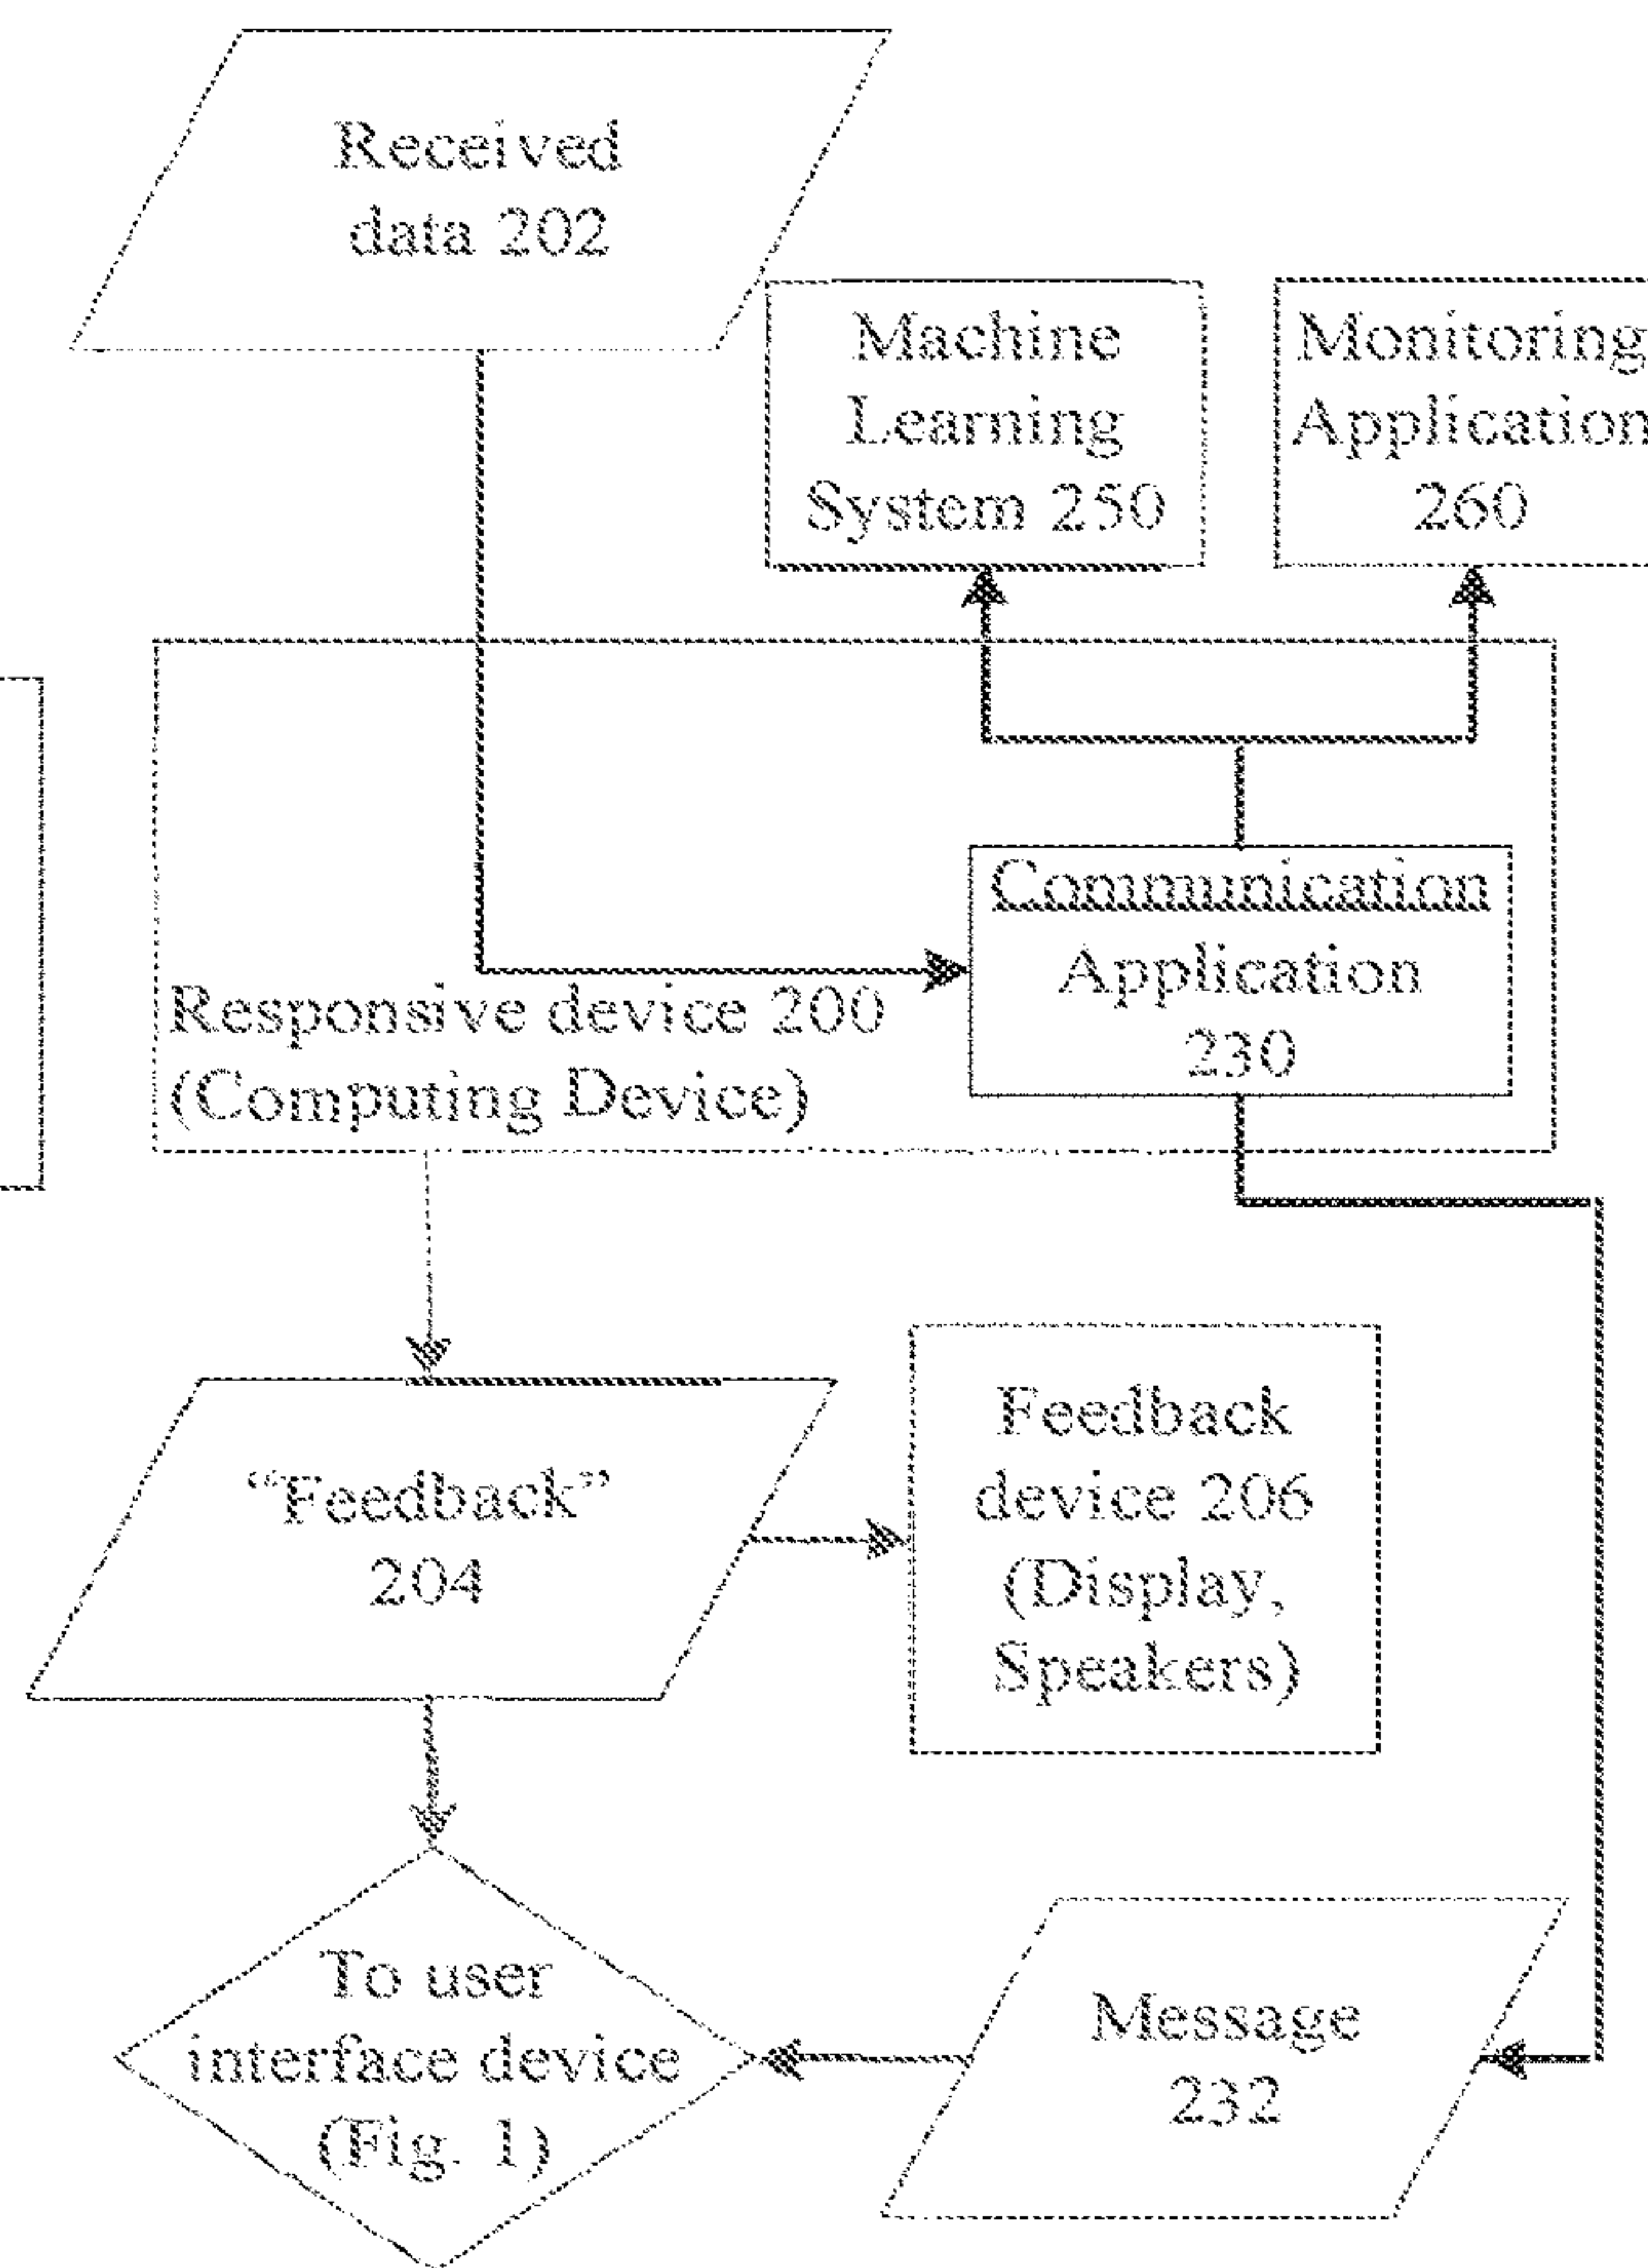 Received
data 202
Machine
Learning
System 250
Monitoring
Application
260
Communication
Application
230
Responsive device 200
(Computing Device)
“Feedback”
204
Feedback
device 206
(Display,
Speakers)
To user
interface device
(Fig. 1)
Message
232